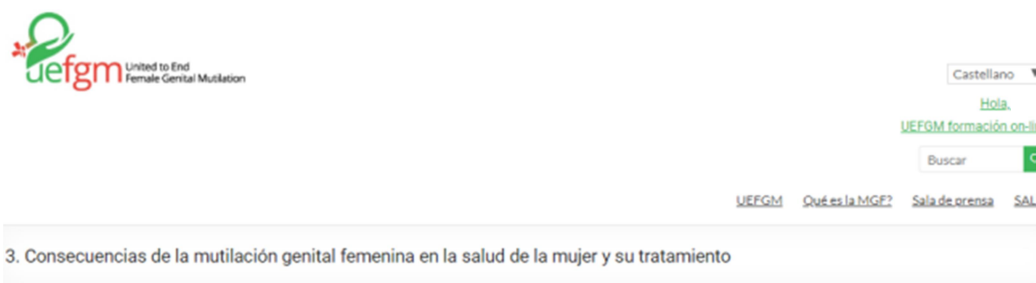 uefgm
United to End
Female Genital Mutilation
Castellano
Hola,
UEFGM formación on-li
Buscar
UEFGM Qué es la MGF? Sala de prensa SAL
3. Consecuencias de la mutilación genital femenina en la salud de la mujer y su tratamiento